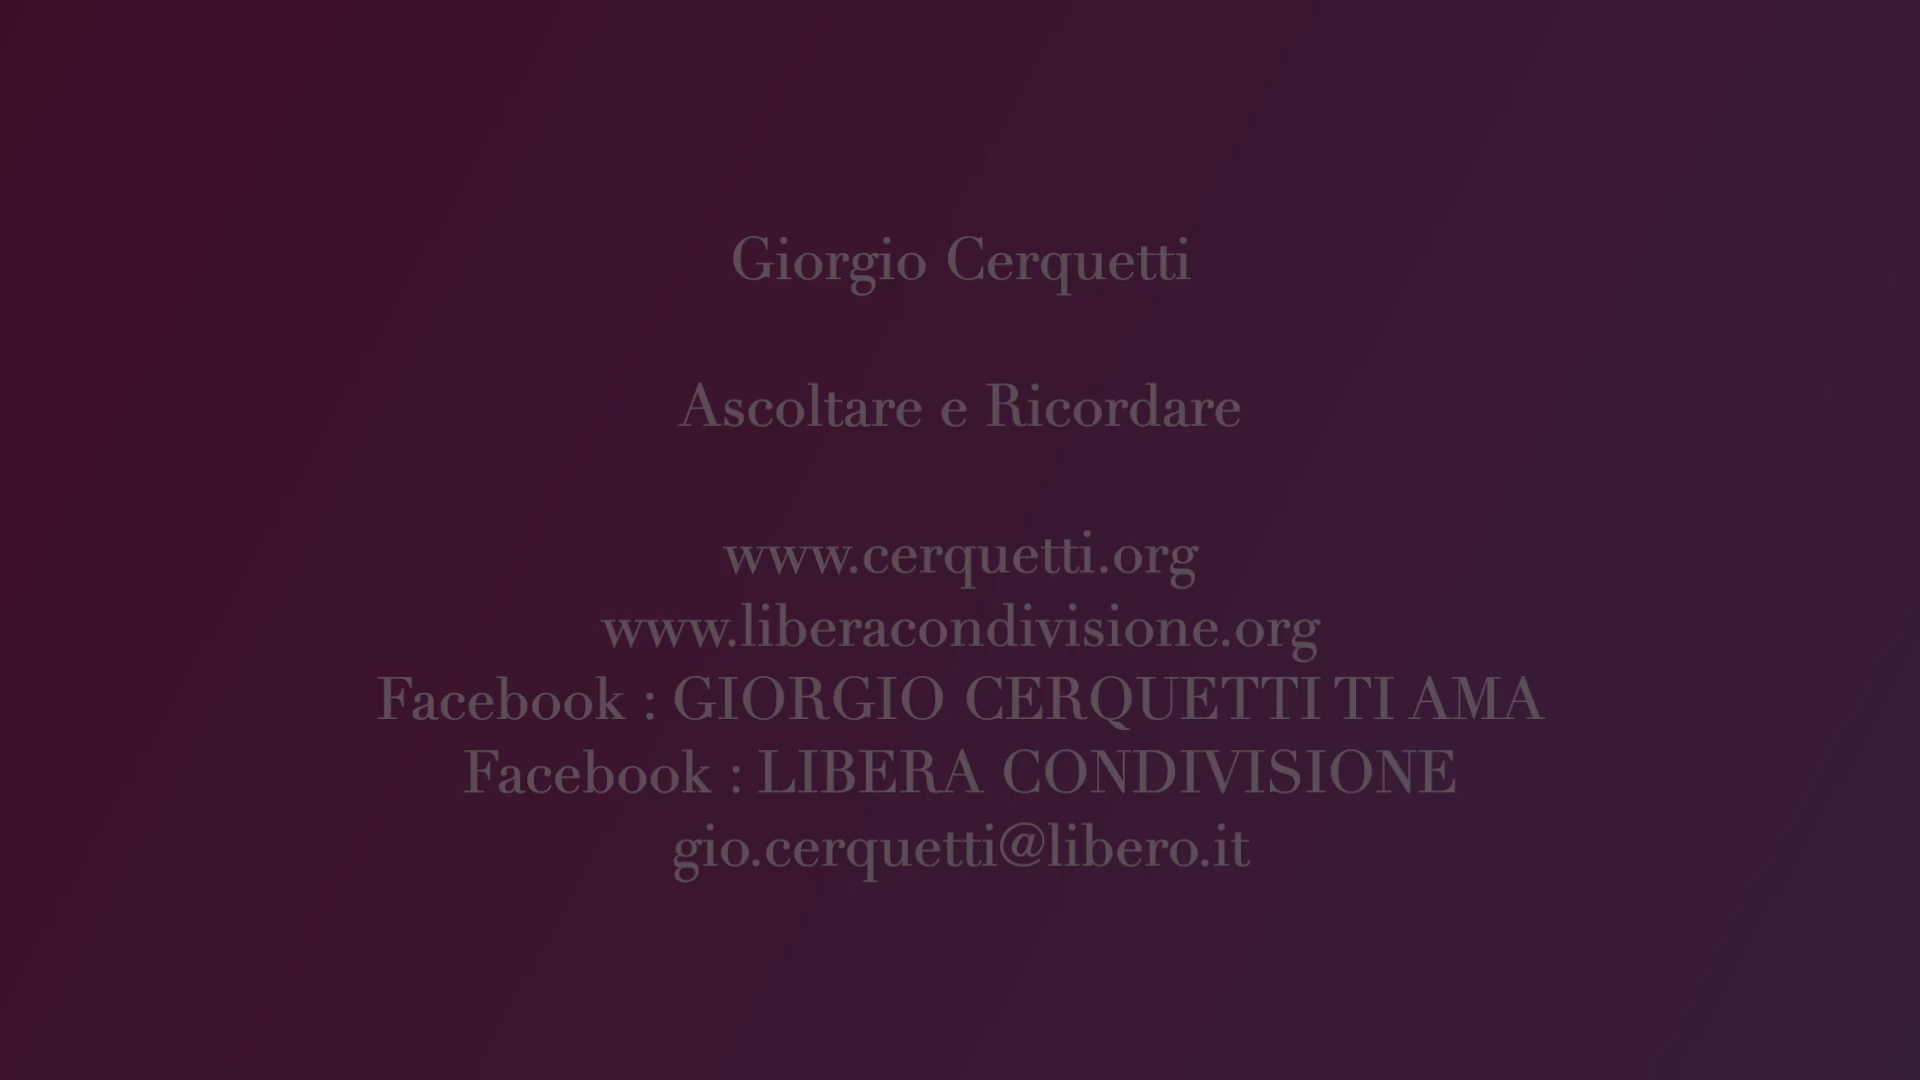 Giorgio Cerquetti
Ascoltare e Ricordare
www.cerquetti.org
www.liberacondivisione.org
Facebook : GIORGIO CERQUETTI TI AMA
Facebook : LIBERA CONDIVISIONE
gio.cerquetti@libero.it